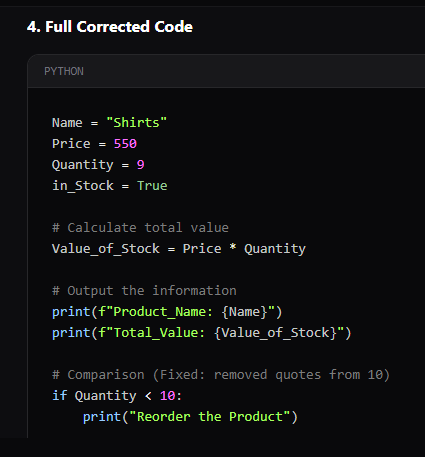 4. Full Corrected Code
PYTHON
Name = "Shirts"
Price = 550
Quantity = 9
in_Stock = True
# Calculate total value
Value_of_Stock = Price * Quantity
# Output the information
print(f"Product_Name: {Name}")
print(f"Total_Value: {Value_of_Stock}")
# Comparison (Fixed: removed quotes from 10)
if Quantity < 10:
    print("Reorder the Product")